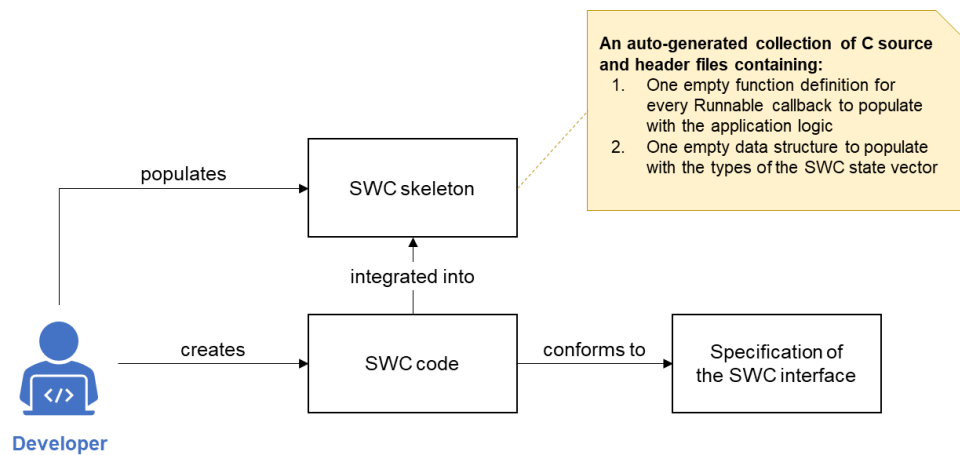 An auto-generated collection of C source
and header files containing:
1. One empty function definition for
every Runnable callback to populate
with the application logic
2. One empty data structure to populate
with the types of the SWC state vector
populates
SWC skeleton
integrated into
creates
SWC code
conforms to
Specification of
the SWC interface
</>
Developer